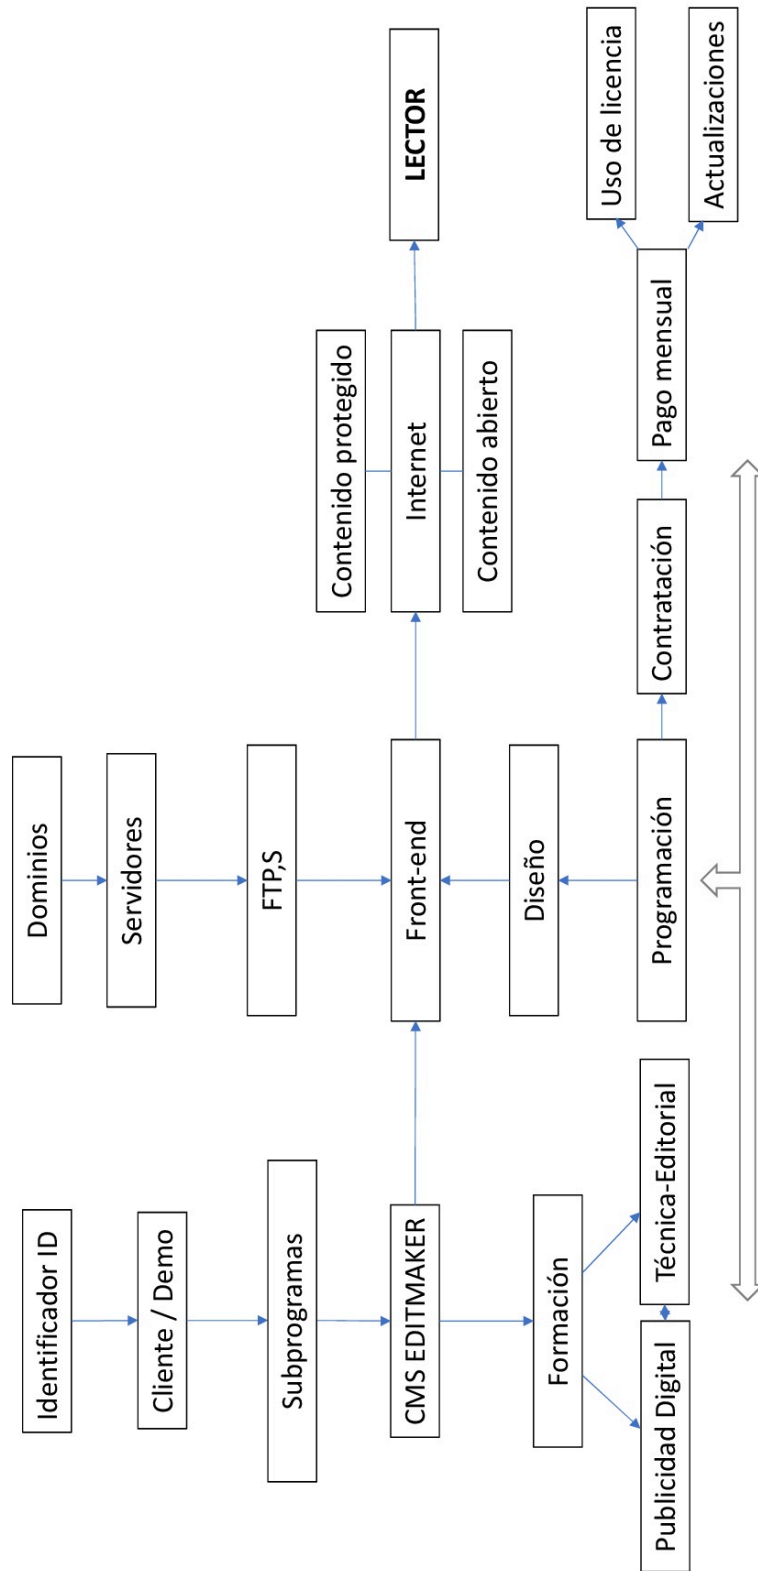 Identificador ID
Cliente / Demo
Subprogramas
CMS EDITMAKER
Formación
Publicidad Digital
Técnica-Editorial
Dominios
Servidores
FTP,S
Front-end
Diseño
Programación
Contenido protegido
Internet
Contenido abierto
LECTOR
Contratación
Pago mensual
Uso de licencia
Actualizaciones